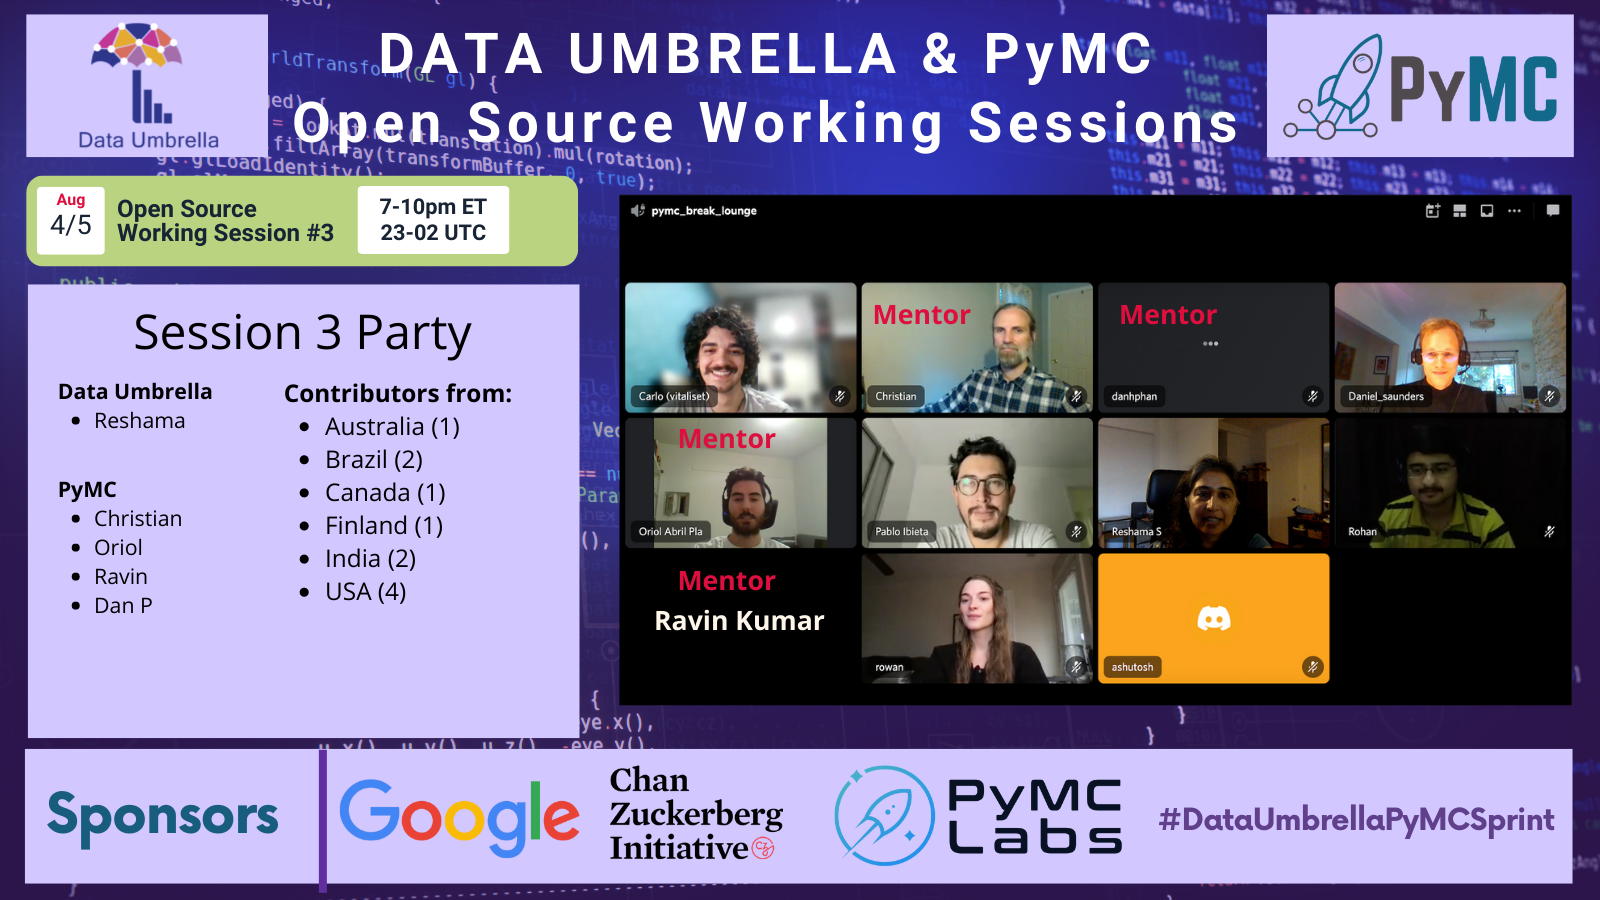 DATA UMBRELLA & PyMC
Open Source Working Sessions
Data Umbrella
PyMC
Aug
4/5
Open Source
Working Session #3
7-10pm ET
23-02 UTC
Session 3 Party
Data Umbrella
• Reshama
PyMC
• Christian
• Oriol
• Ravin
• Dan P
Contributors from:
• Australia (1)
• Brazil (2)
• Canada (1)
• Finland (1)
• India (2)
• USA (4)
pymc_break_lounge
Carlo (vitaliset)
Mentor
Christian
Mentor
danhphan
Daniel_saunders
Mentor
Oriol Abril Pla
Pablo Ibieta
Reshama S
Rohan
Mentor
Ravin Kumar
rowan
ashutosh
Sponsors
Google
Chan
Zuckerberg
Initiative
PyMC
Labs
#DataUmbrellaPyMCSprint